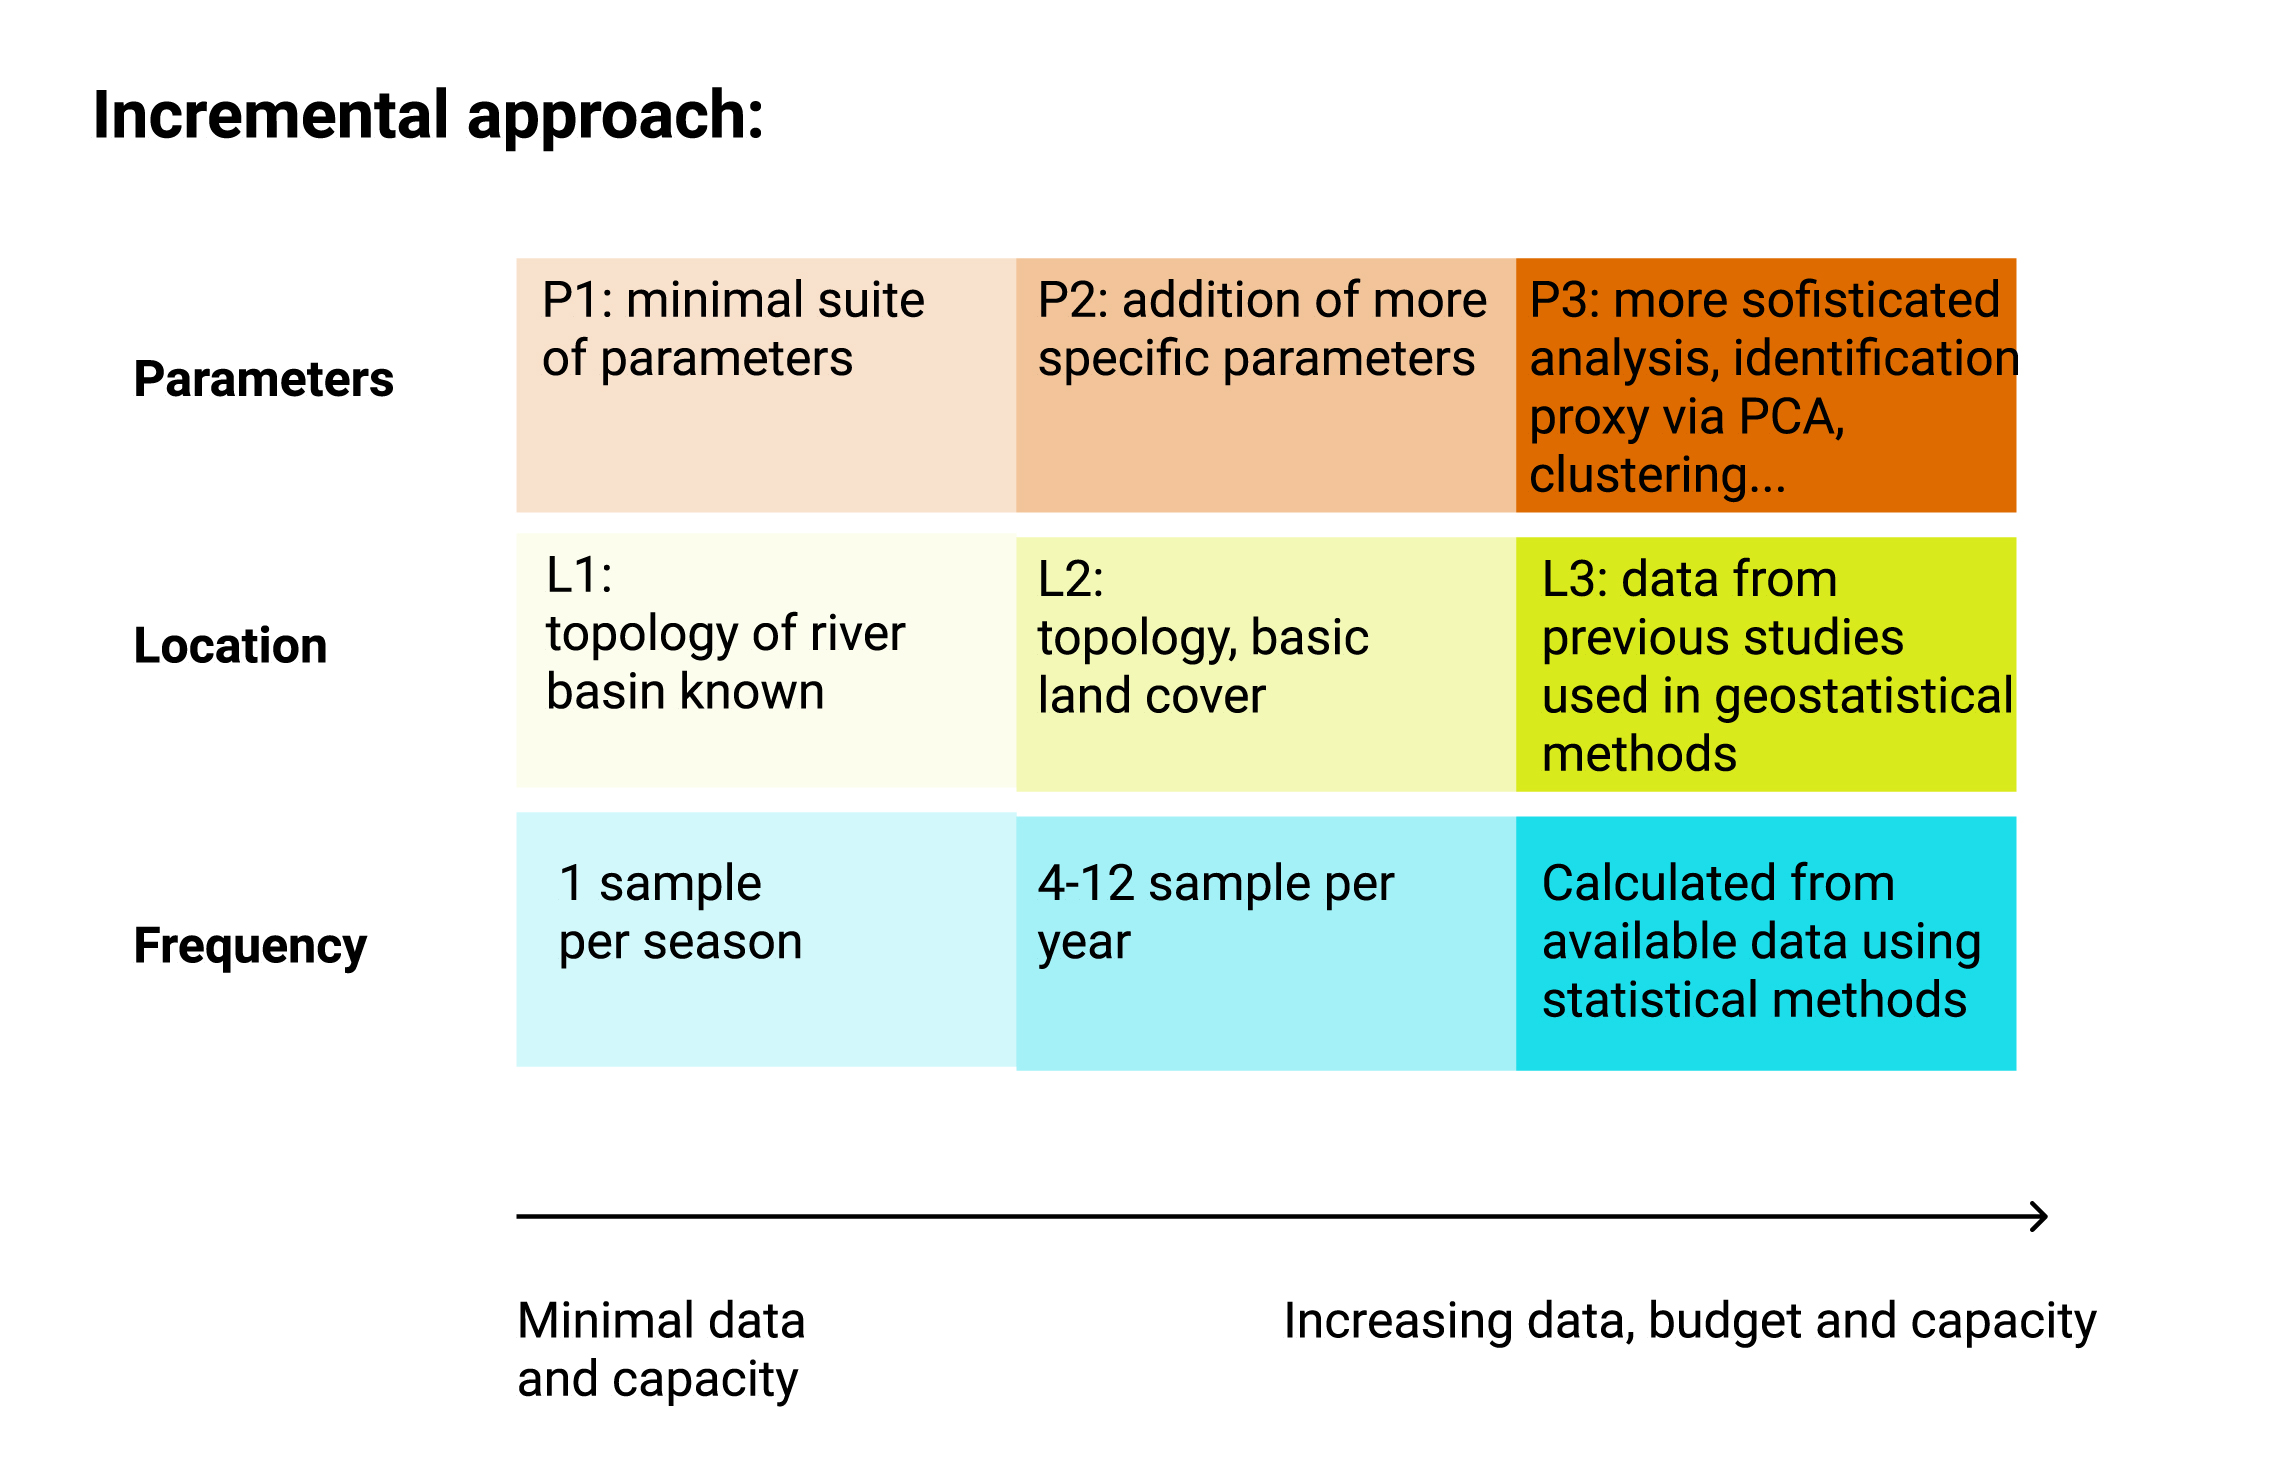 Incremental approach:
Parameters
P1: minimal suite
of parameters
P2: addition of more
specific parameters
P3: more sofisticated
analysis, identification
proxy via PCA,
clustering...
Location
L1:
topology of river
basin known
L2:
topology, basic
land cover
L3: data from
previous studies
used in geostatistical
methods
Frequency
1 sample
per season
4-12 sample per
year
Calculated from
available data using
statistical methods
Minimal data
and capacity
Increasing data, budget and capacity